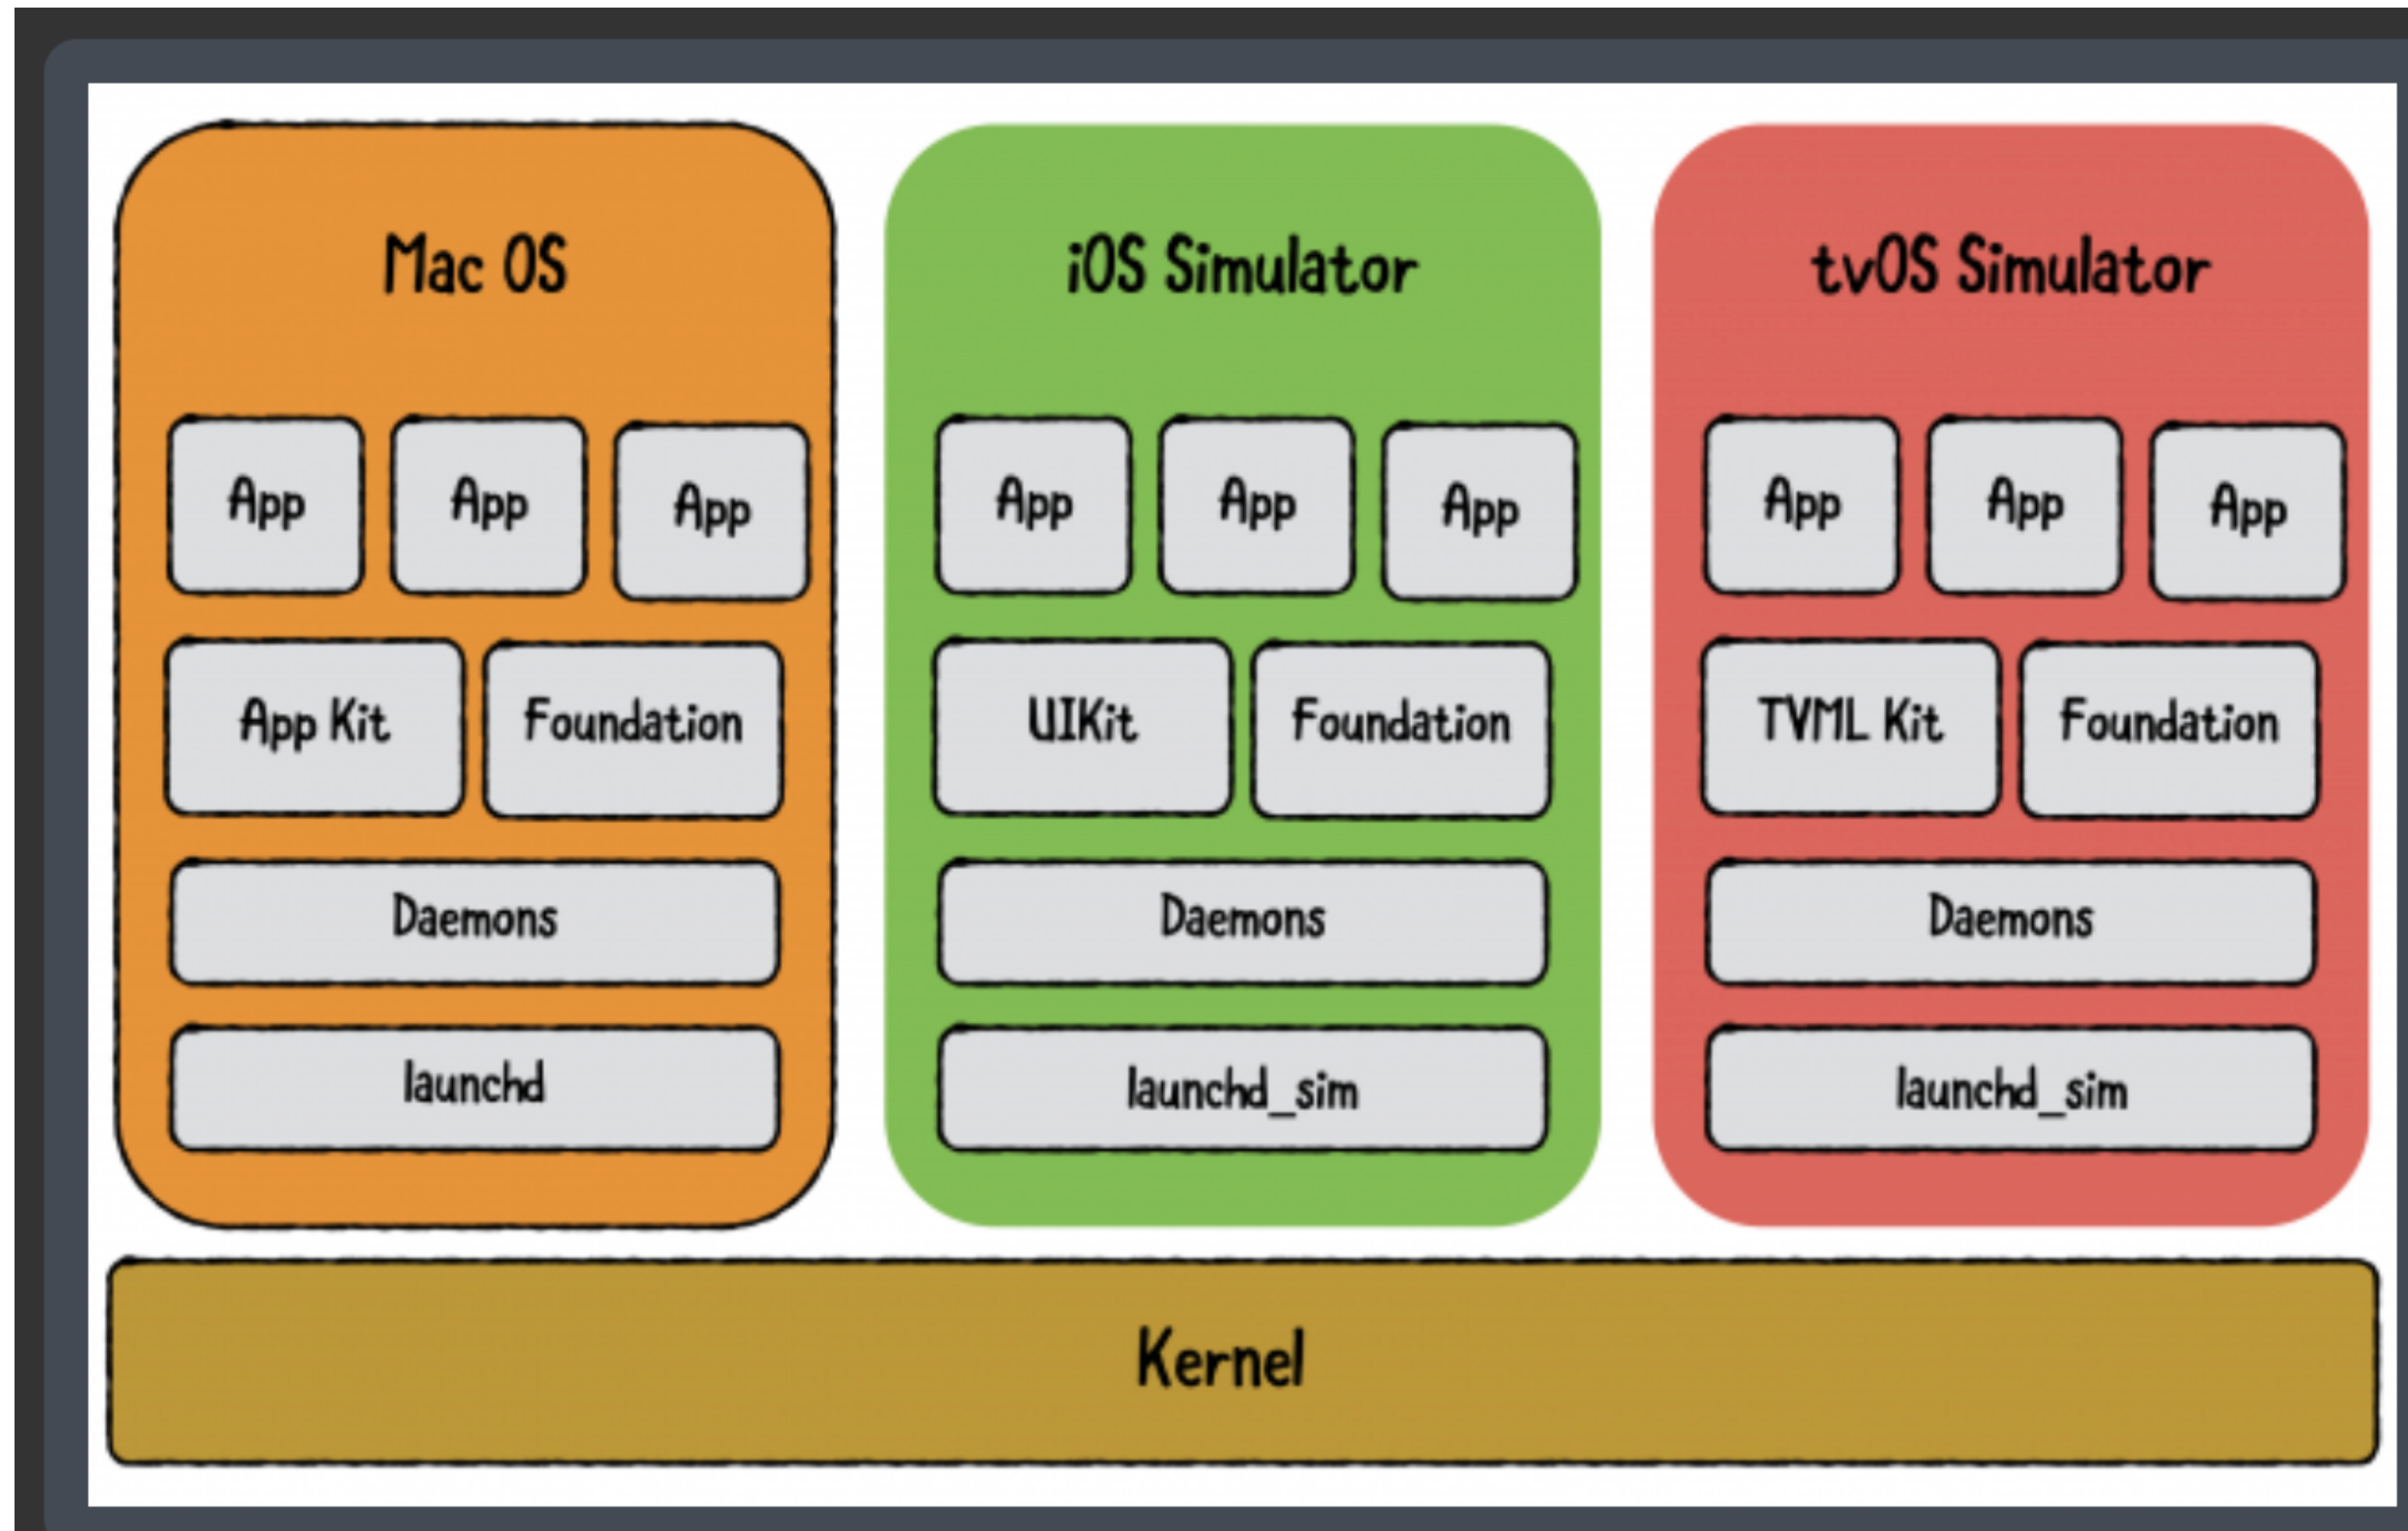 Mac OS
iOS Simulator
tvOS Simulator
App App App
App App App
App App App
App Kit Foundation
UIKit Foundation
TVML Kit Foundation
Daemons
Daemons
Daemons
launchd
launchd_sim
launchd_sim
Kernel